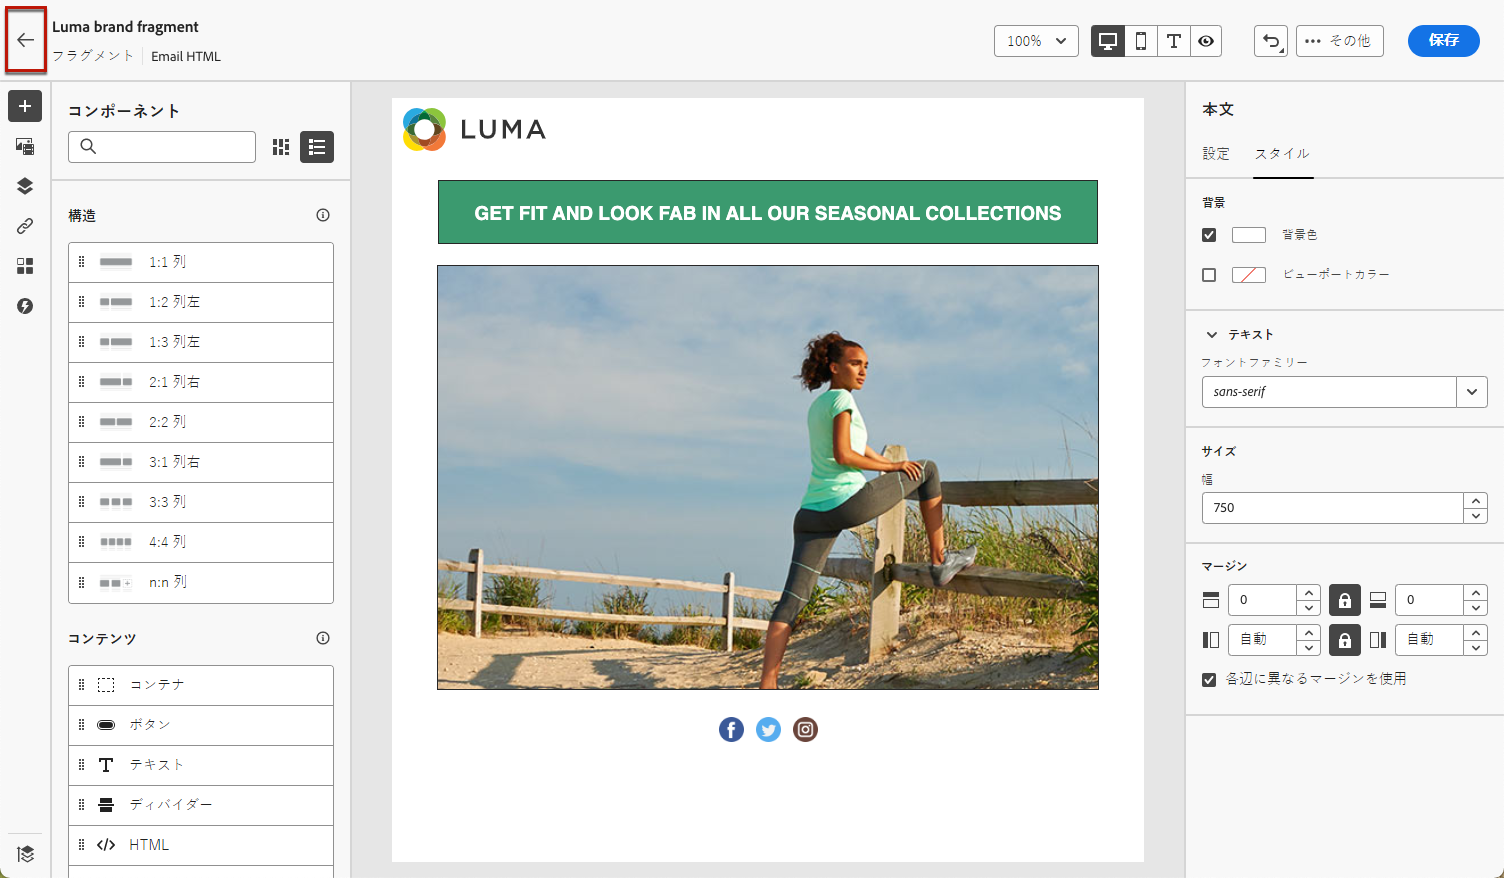 Luma brand fragment
フラグメント Email HTML
100%
その他
保存
コンポーネント
構造
1:1 列
1:2 列左
1:3 列左
2:1 列右
2:2 列
3:1 列右
3:3 列
4:4 列
n:n 列
コンテンツ
コンテナ
ボタン
テキスト
ディバイダー
HTML
LUMA
GET FIT AND LOOK FAB IN ALL OUR SEASONAL COLLECTIONS
本文
設定 スタイル
背景
背景色
ビューポートカラー
テキスト
フォントファミリー
sans-serif
サイズ
幅
750
マージン
0 0
自動 自動
各辺に異なるマージンを使用